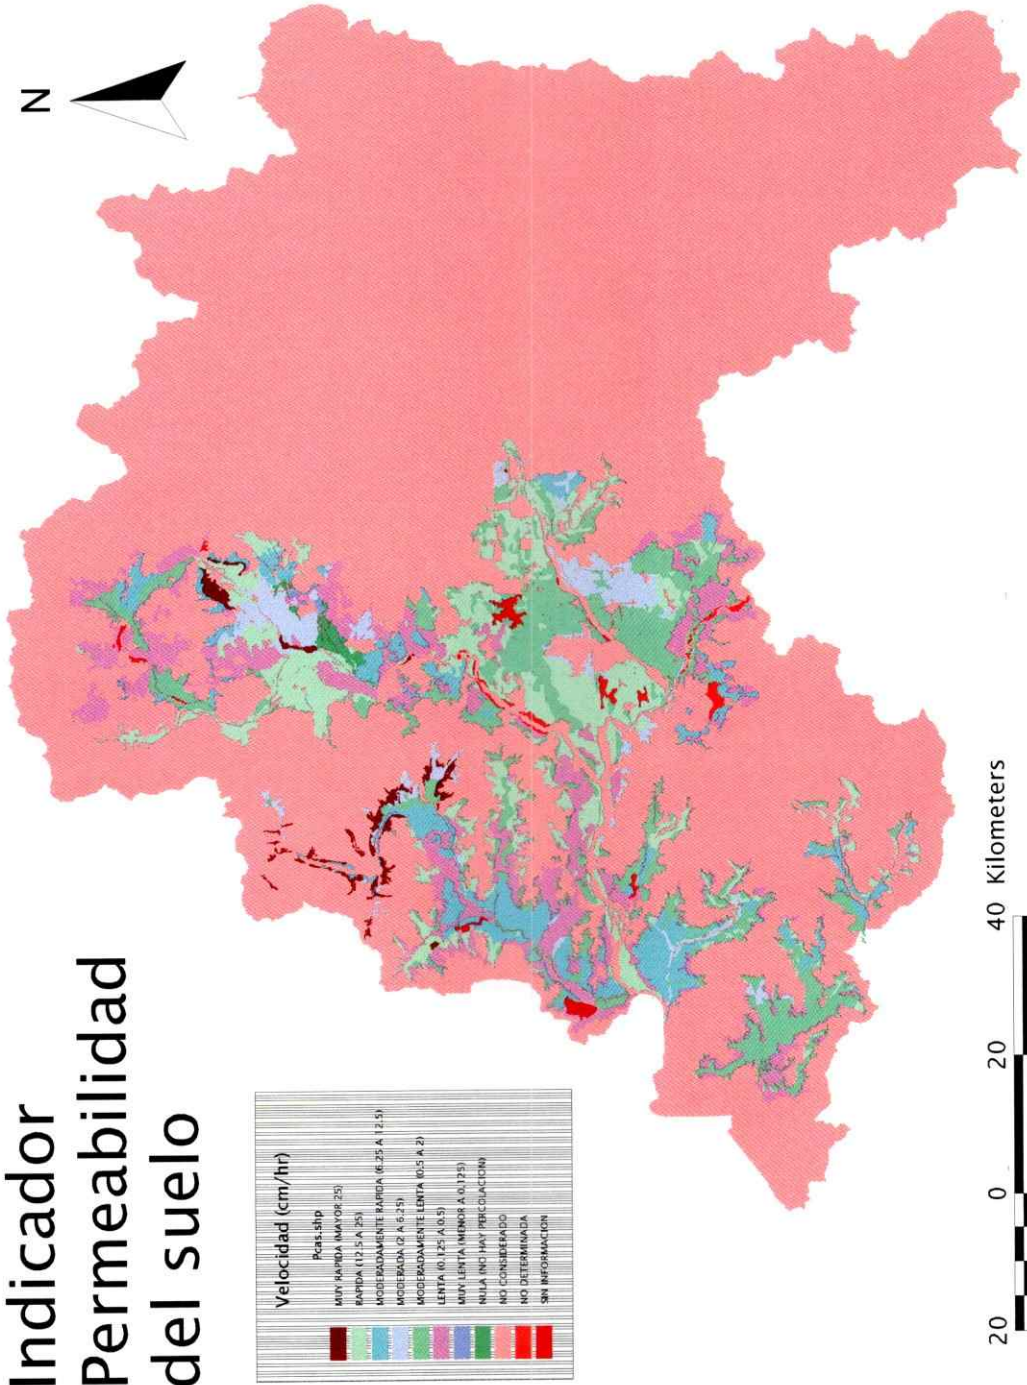 Indicador
Permeabilidad
del suelo
N
Velocidad (cm/hr)
Pcas.shp
MUY RAPIDA (MAYOR 25)
RAPIDA (12.5 A 25)
MODERADAMENTE RAPIDA (6.25 A 12.5)
MODERADA (2 A 6.25)
MODERADAMENTE LENTA (0.5 A 2)
LENTA (0.125 A 0.5)
MUY LENTA (MENOR A 0.125)
NULA (NO HAY PERCOLACION)
NO CONSIDERADO
NO DETERMINADA
SIN INFORMACION
20 0 20 40 Kilometers